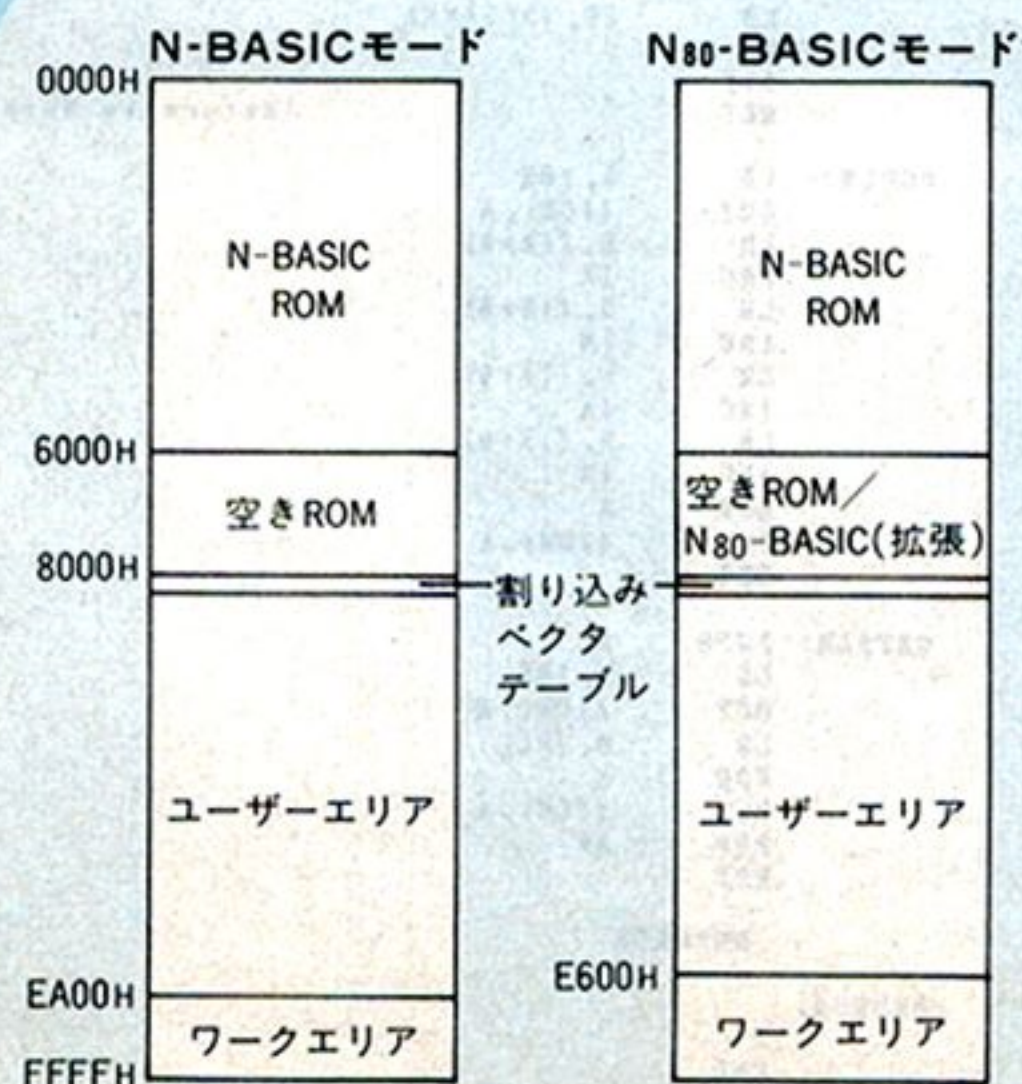 N-BASICモード
0000H
N-BASIC
ROM
6000H
空きROM
8000H
ユーザーエリア
EA00H
ワークエリア
FFFFH
割り込み
ベクタ
テーブル
N80-BASICモード
N-BASIC
ROM
空きROM/
N80-BASIC(拡張)
ユーザーエリア
E600H
ワークエリア